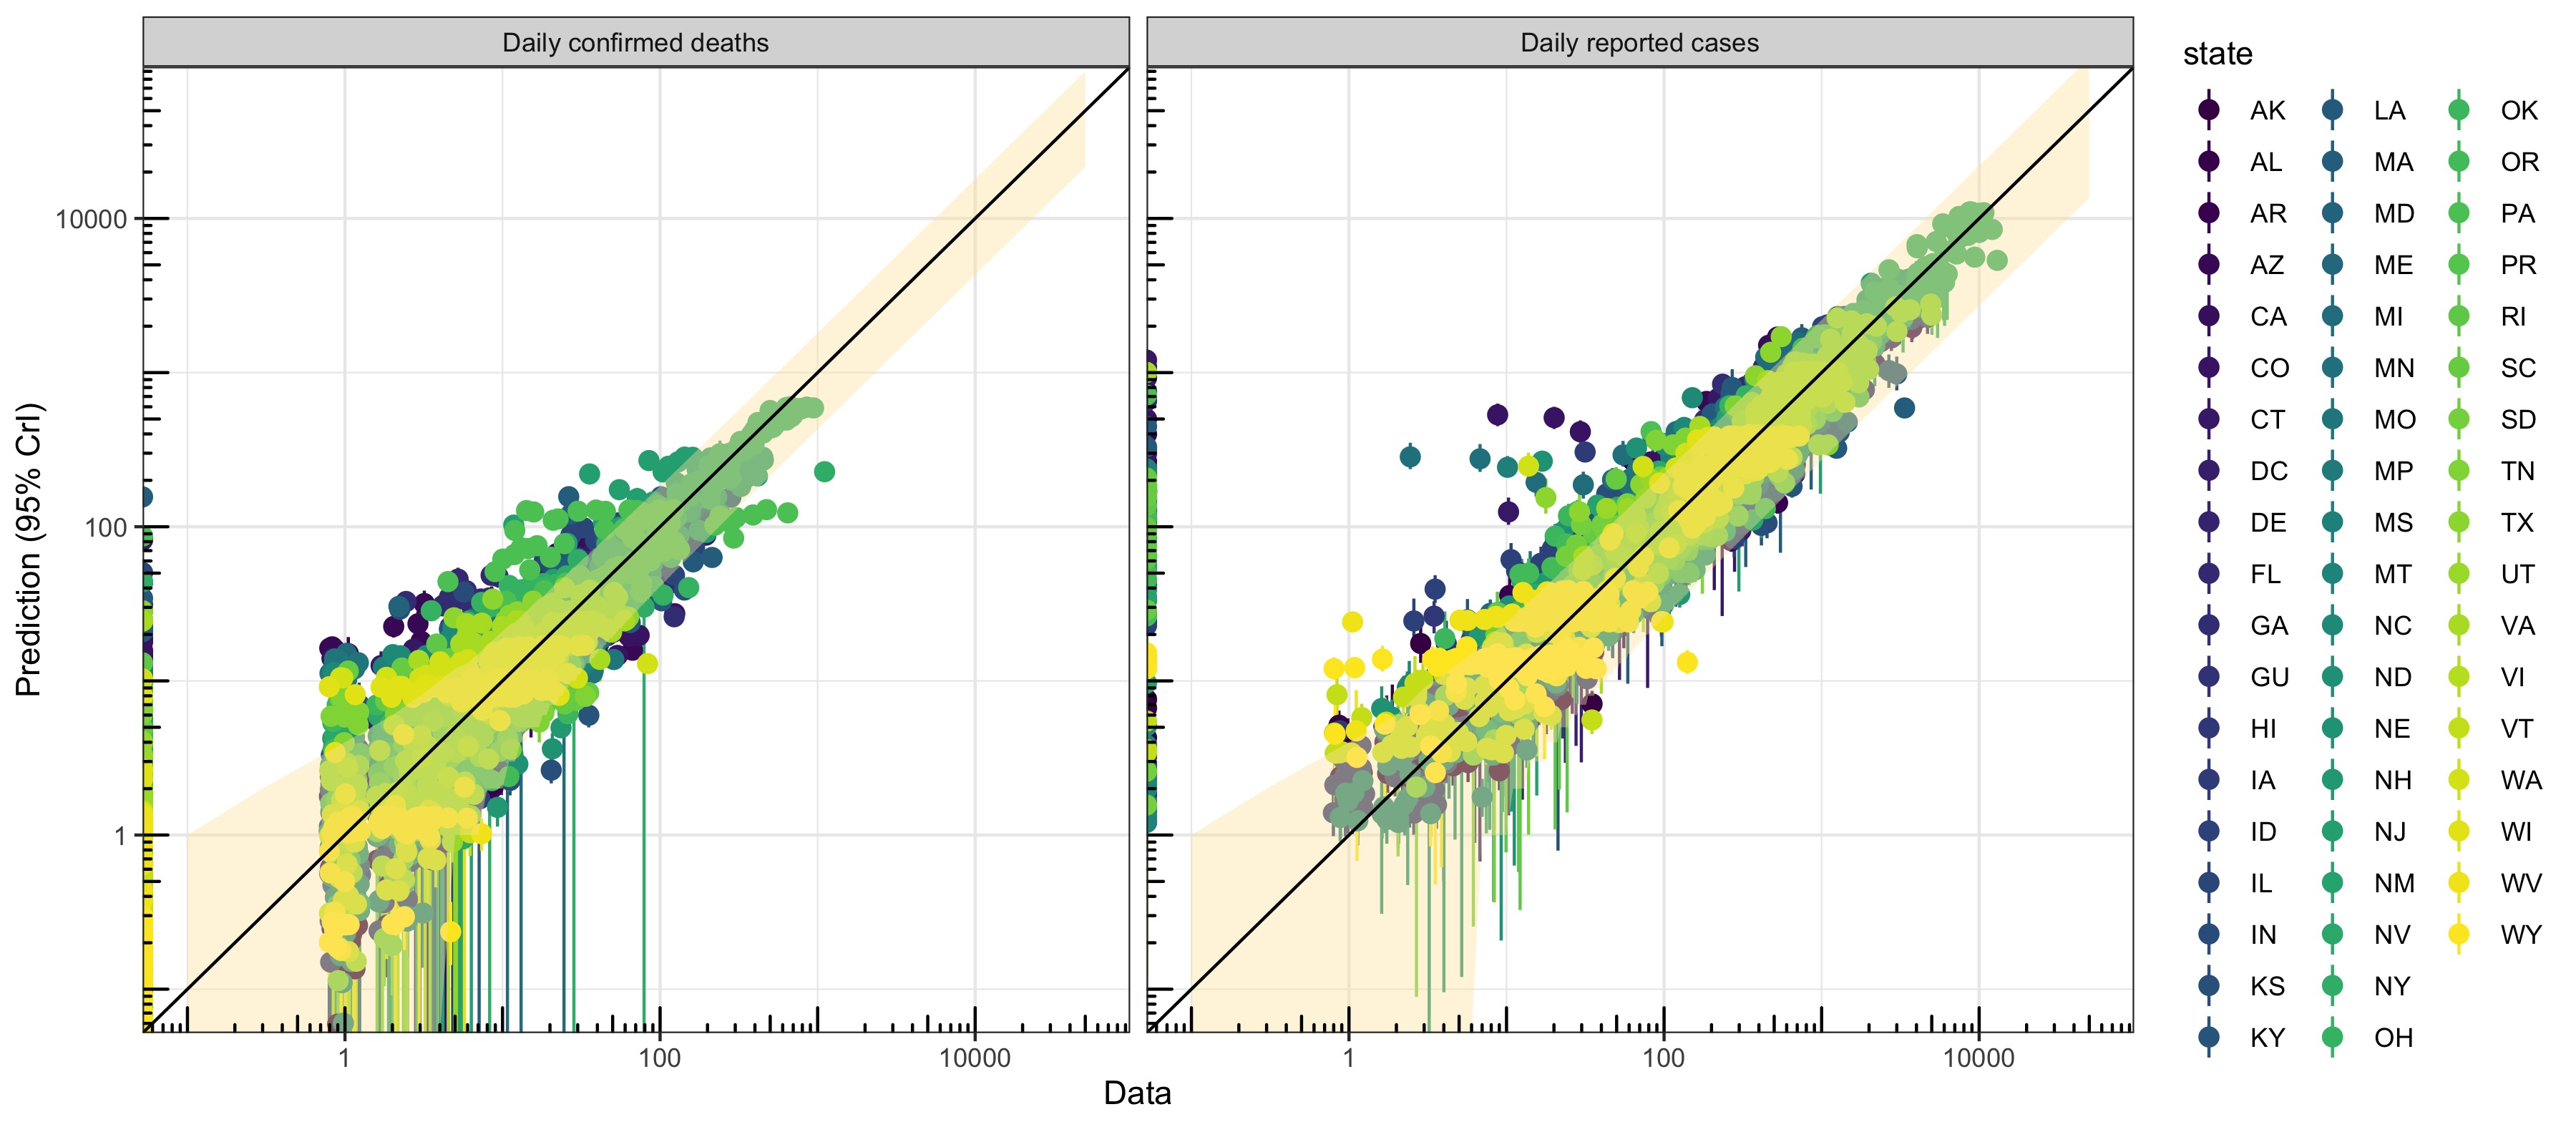 Daily confirmed deaths
Daily reported cases
Prediction (95% CrI)
10000
100
1
1
100
10000
1
100
10000
Data
state
AK
AL
AR
AZ
CA
CO
CT
DC
DE
FL
GA
GU
HI
IA
ID
IL
IN
KS
KY
LA
MA
MD
ME
MI
MN
MO
MP
MS
MT
NC
ND
NE
NH
NJ
NM
NV
NY
OH
OK
OR
PA
PR
RI
SC
SD
TN
TX
UT
VA
VI
VT
WA
WI
WV
WY